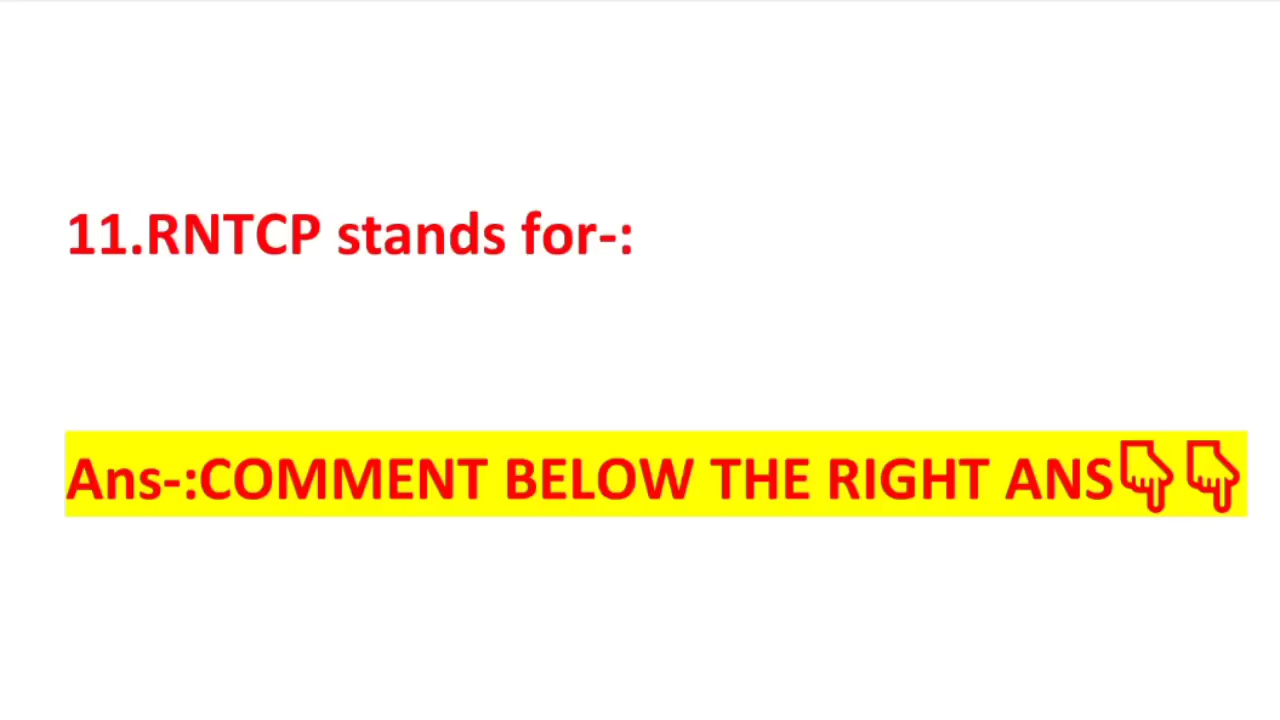 11.RNTCP stands for-:
Ans-:COMMENT BELOW THE RIGHT ANS👇👇